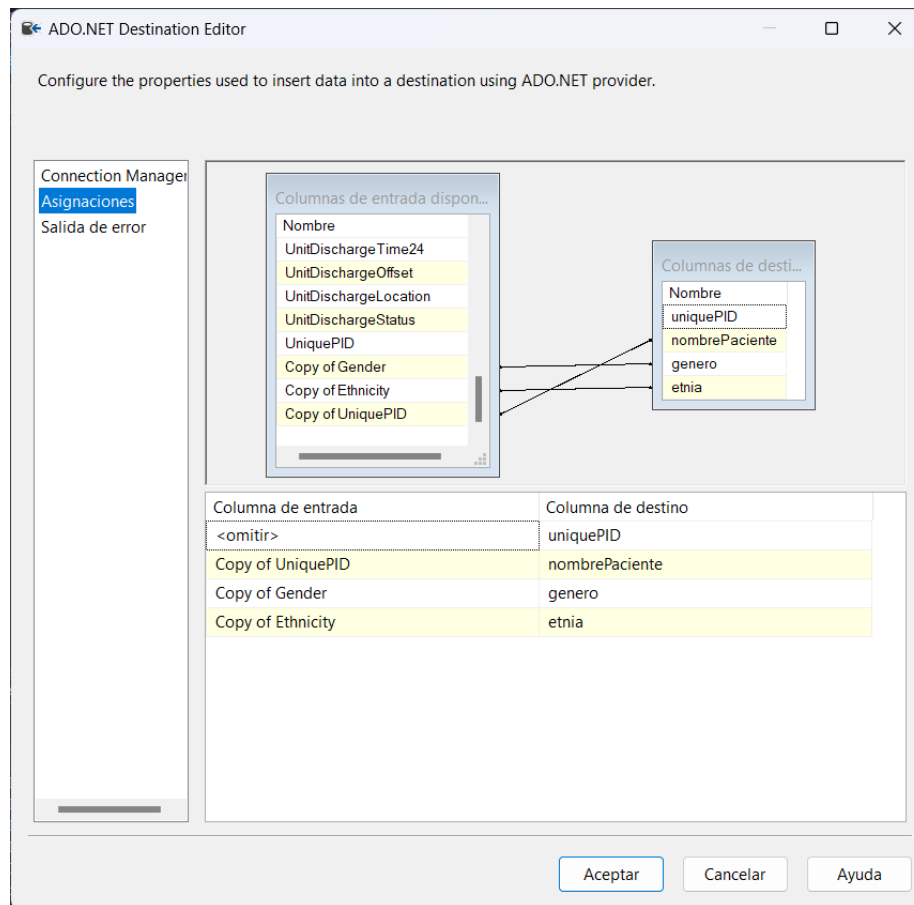 ADO.NET Destination Editor
Configure the properties used to insert data into a destination using ADO.NET provider.
Connection Manager
Asignaciones
Salida de error
Columnas de entrada dispon...
Nombre
UnitDischargeTime24
UnitDischargeOffset
UnitDischargeLocation
UnitDischargeStatus
UniquePID
Copy of Gender
Copy of Ethnicity
Copy of UniquePID
Columnas de desti...
Nombre
uniquePID
nombrePaciente
genero
etnia
Columna de entrada Columna de destino
<omitir> uniquePID
Copy of UniquePID nombrePaciente
Copy of Gender genero
Copy of Ethnicity etnia
Aceptar Cancelar Ayuda